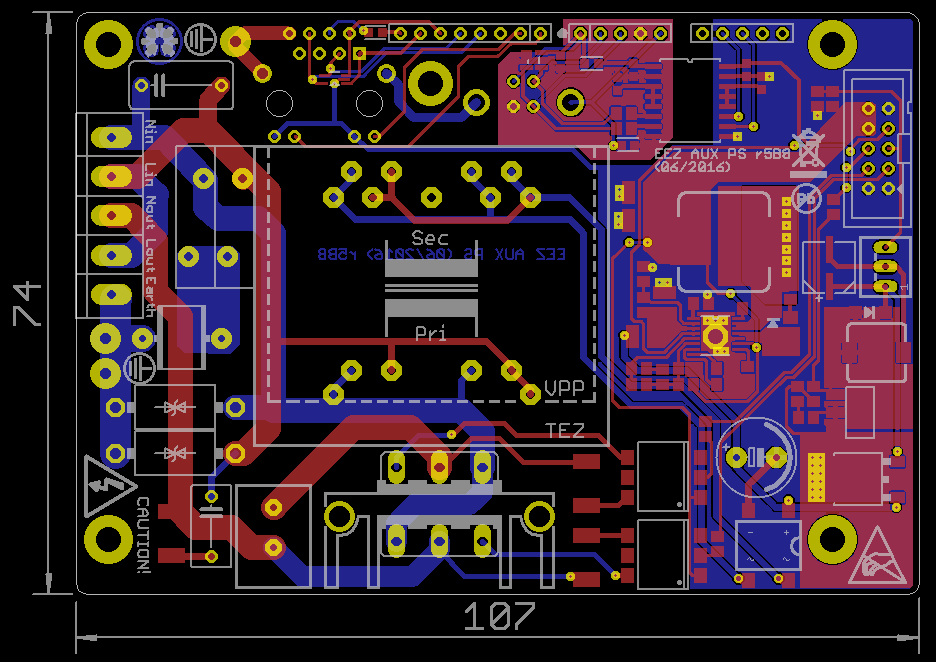 Nin
Lin
Nout
Lout
Earth
EEZ AUX PS r5B8
(06/2016)
Sec
EEZ AUX PS (06/2016) r5B8
Pri
VPP
TEZ
74
CAUTION!
1
+
+
+
~
~
107